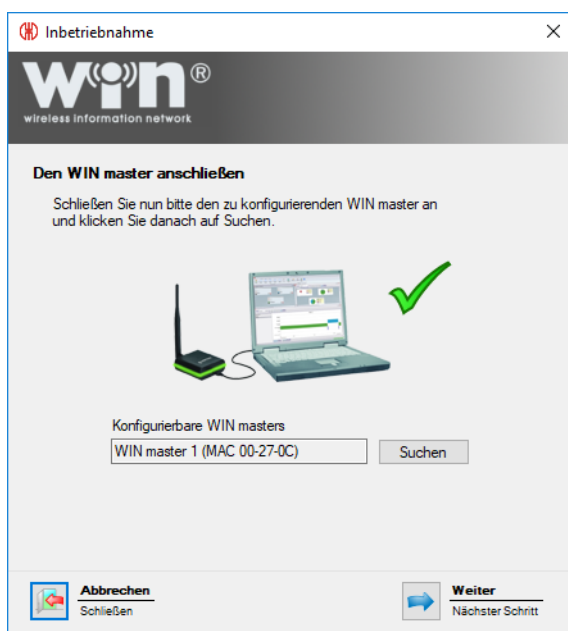 Inbetriebnahme
WIN®
wireless information network
Den WIN master anschließen
Schließen Sie nun bitte den zu konfigurierenden WIN master an
und klicken Sie danach auf Suchen.
Konfigurierbare WIN masters
WIN master 1 (MAC 00-27-0C)
Suchen
Abbrechen
Schließen
Weiter
Nächster Schritt